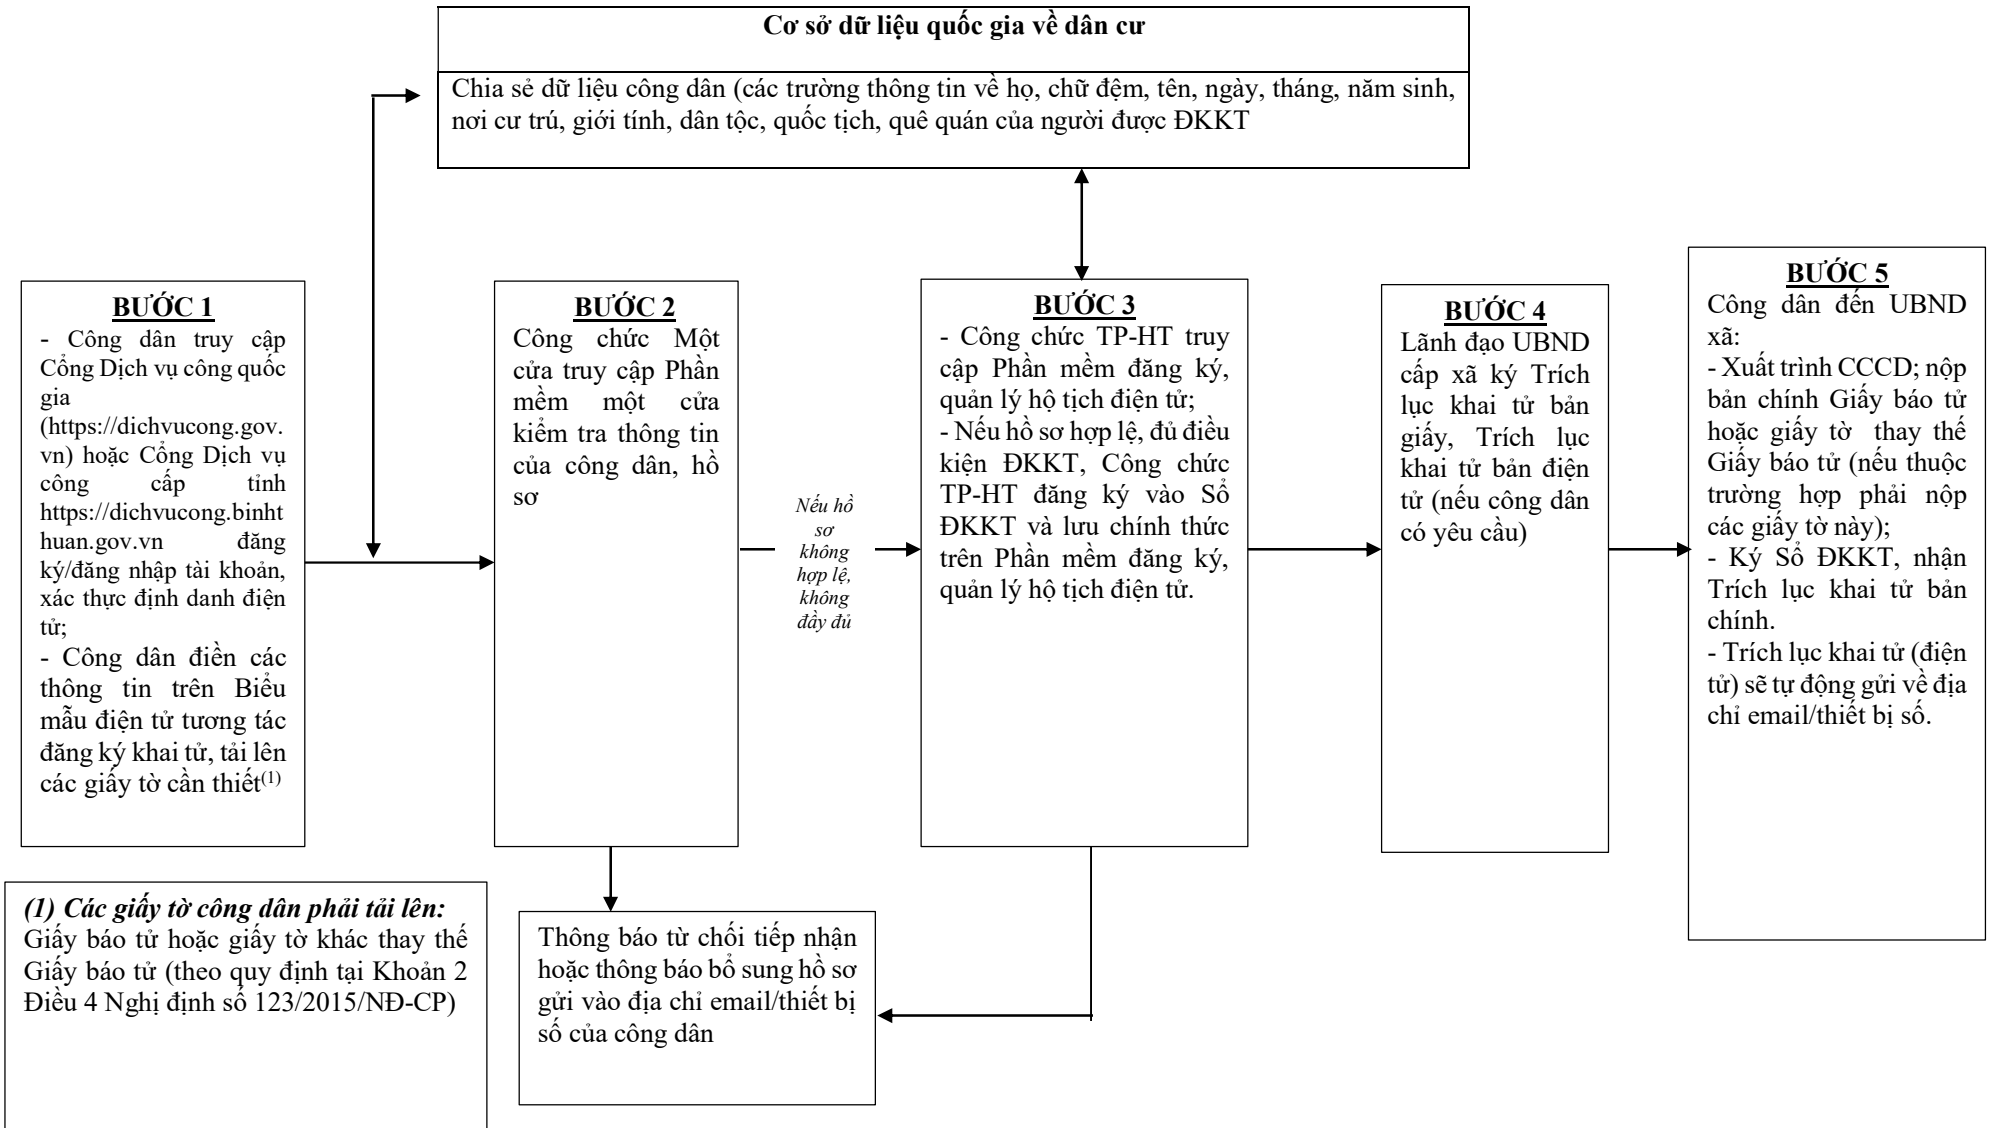 Cơ sở dữ liệu quốc gia về dân cư
Chia sẻ dữ liệu công dân (các trường thông tin về họ, chữ đệm, tên, ngày, tháng, năm sinh,
nơi cư trú, giới tính, dân tộc, quốc tịch, quê quán của người được ĐKKT
BƯỚC 1
- Công dân truy cập
Cổng Dịch vụ công quốc
gia
(https://dichvucong.gov.
vn) hoặc Cổng Dịch vụ
công cấp tỉnh
https://dichvucong.binht
huan.gov.vn đăng
ký/đăng nhập tài khoản,
xác thực định danh điện
tử;
- Công dân điền các
thông tin trên Biểu
mẫu điện tử tương tác
đăng ký khai tử, tải lên
các giấy tờ cần thiết(1)
BƯỚC 2
Công chức Một
cửa truy cập Phần
mềm một cửa
kiểm tra thông tin
của công dân, hồ
sơ
Nếu hồ
sơ
không
hợp lệ,
không
đầy đủ
BƯỚC 3
- Công chức TP-HT truy
cập Phần mềm đăng ký,
quản lý hộ tịch điện tử;
- Nếu hồ sơ hợp lệ, đủ điều
kiện ĐKKT, Công chức
TP-HT đăng ký vào Sổ
ĐKKT và lưu chính thức
trên Phần mềm đăng ký,
quản lý hộ tịch điện tử.
BƯỚC 4
Lãnh đạo UBND
cấp xã ký Trích
lục khai tử bản
giấy, Trích lục
khai tử bản điện
tử (nếu công dân
có yêu cầu)
BƯỚC 5
Công dân đến UBND
xã:
- Xuất trình CCCD; nộp
bản chính Giấy báo tử
hoặc giấy tờ thay thế
Giấy báo tử (nếu thuộc
trường hợp phải nộp
các giấy tờ này);
- Ký Sổ ĐKKT, nhận
Trích lục khai tử bản
chính.
- Trích lục khai tử (điện
tử) sẽ tự động gửi về địa
chỉ email/thiết bị số.
(1) Các giấy tờ công dân phải tải lên:
Giấy báo tử hoặc giấy tờ khác thay thế
Giấy báo tử (theo quy định tại Khoản 2
Điều 4 Nghị định số 123/2015/NĐ-CP)
Thông báo từ chối tiếp nhận
hoặc thông báo bổ sung hồ sơ
gửi vào địa chỉ email/thiết bị
số của công dân